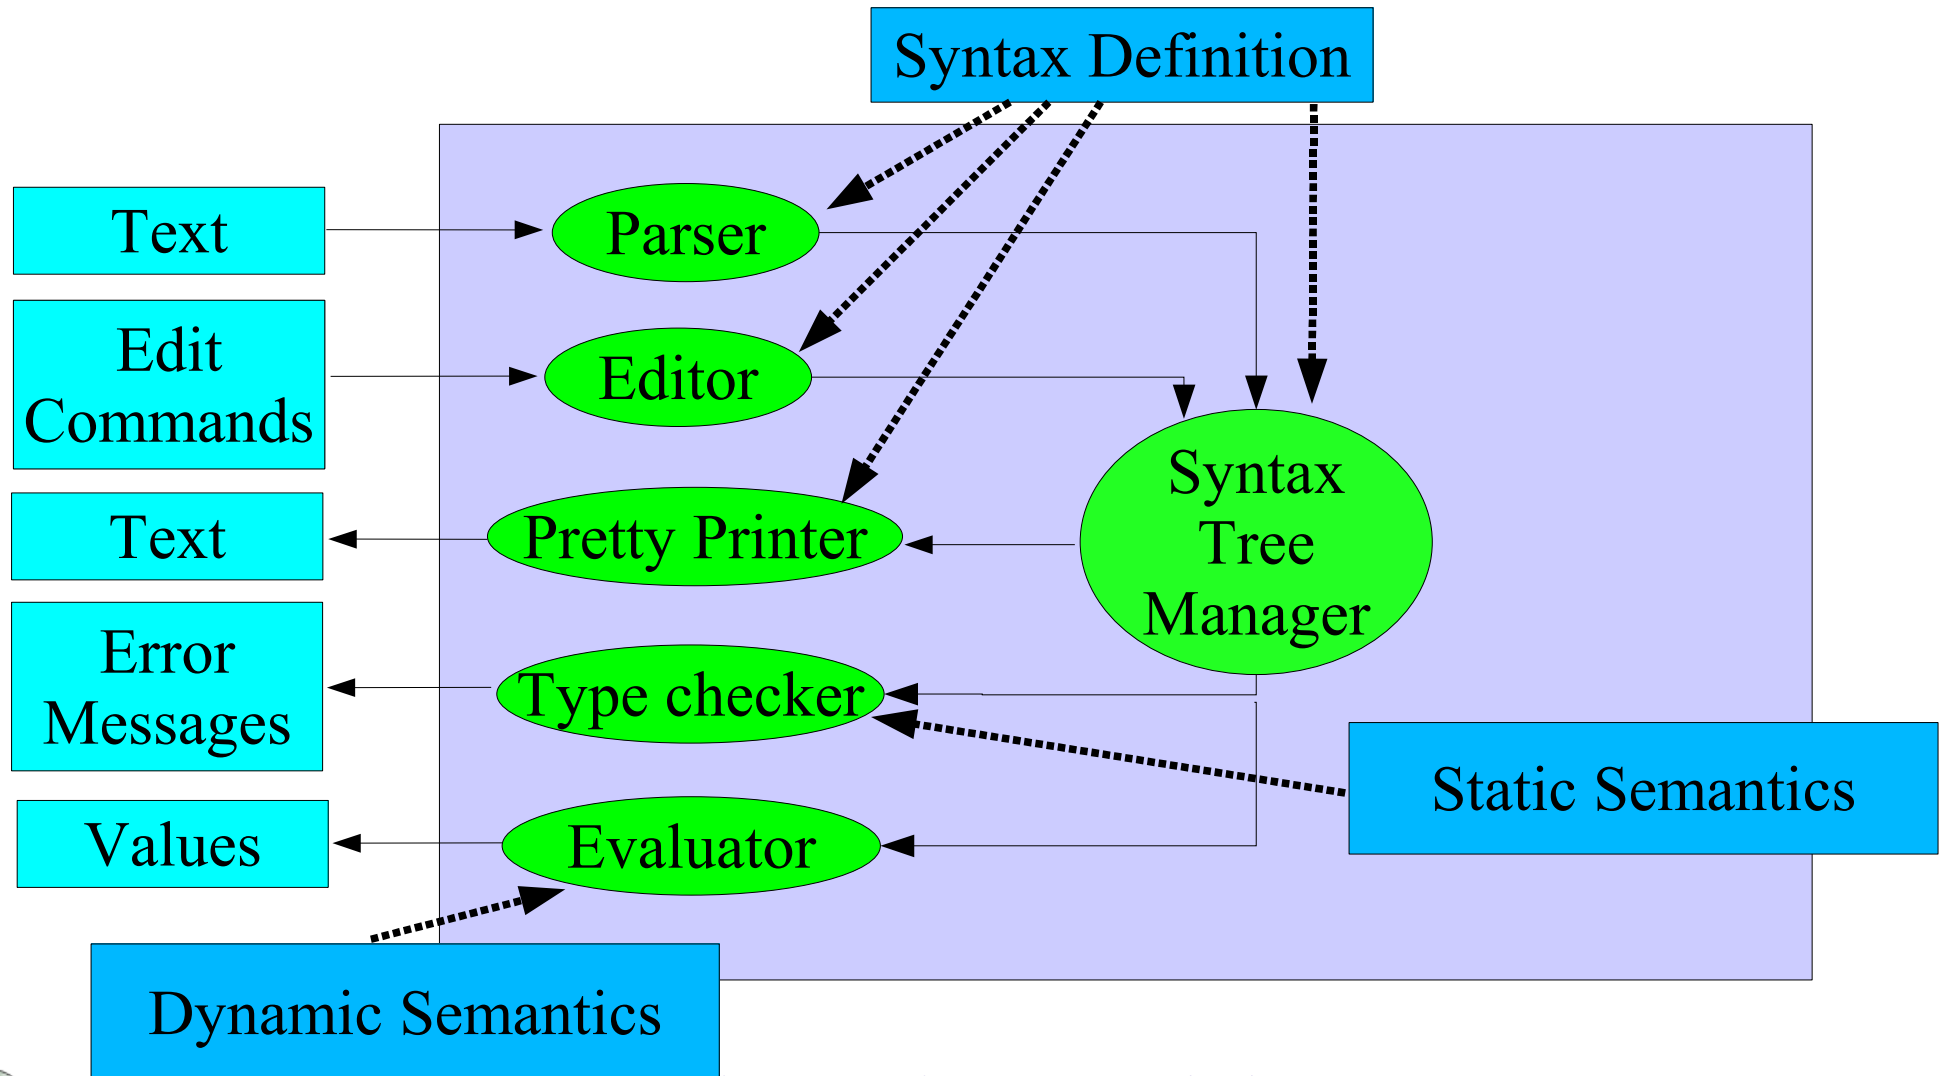 Syntax Definition
Text
Parser
Edit
Commands
Editor
Syntax
Tree
Manager
Text
Pretty Printer
Error
Messages
Type checker
Static Semantics
Values
Evaluator
Dynamic Semantics